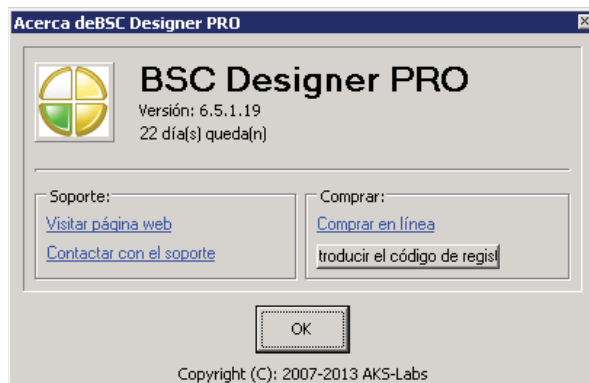 Acerca deBSC Designer PRO
BSC Designer PRO
Versión: 6.5.1.19
22 día(s) queda(n)
Soporte:
Visitar página web
Contactar con el soporte
Comprar:
Comprar en línea
troducir el código de regist
OK
Copyright (C): 2007-2013 AKS-Labs